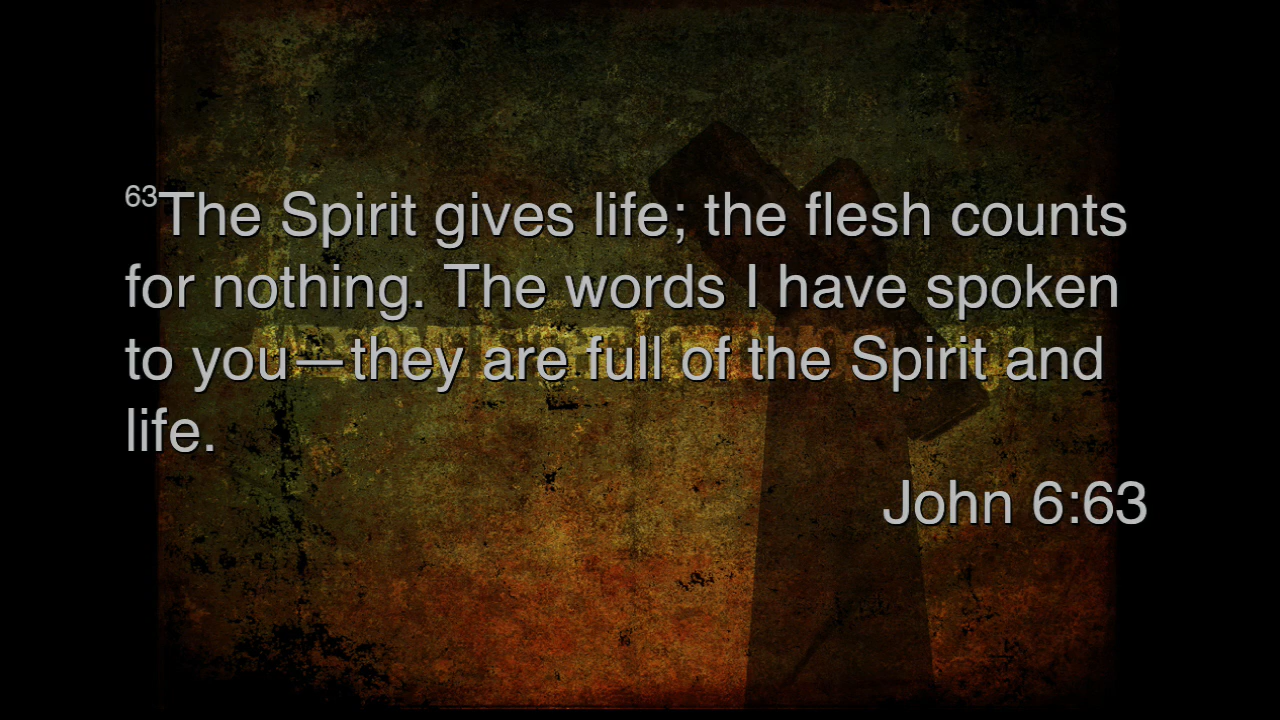 63The Spirit gives life; the flesh counts
for nothing. The words I have spoken
to you—they are full of the Spirit and
life.
John 6:63